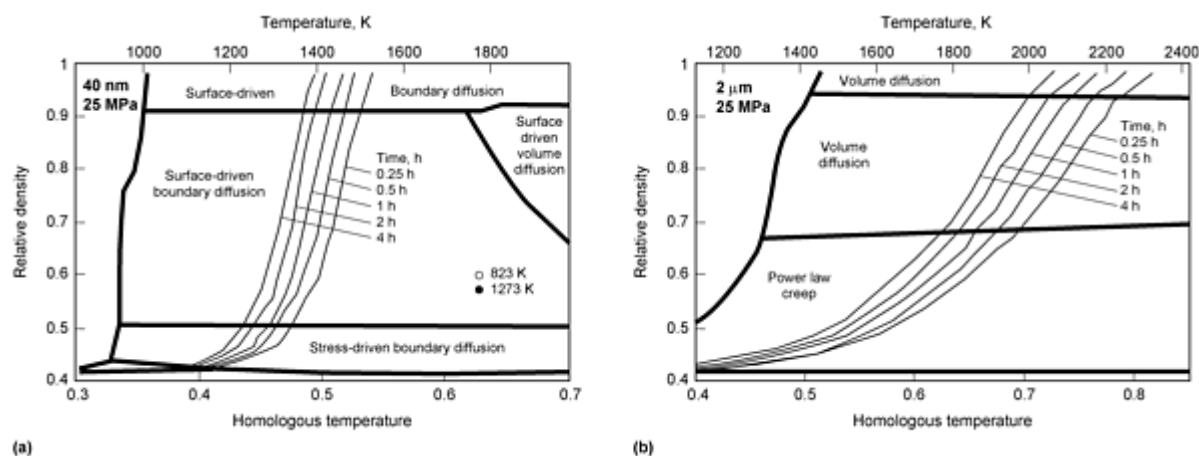 Temperature, K
1000 1200 1400 1600 1800
1
0.9
0.8
0.7
0.6
0.5
0.4
Relative density
40 nm
25 MPa
Surface-driven
Boundary diffusion
Surface
driven
volume
diffusion
Surface-driven
boundary diffusion
Time, h
0.25 h
0.5 h
1 h
2 h
4 h
823 K
1273 K
Stress-driven boundary diffusion
0.3 0.4 0.5 0.6 0.7
Homologous temperature
(a)
Temperature, K
1200 1400 1600 1800 2000 2200 2400
1
0.9
0.8
0.7
0.6
0.5
0.4
Relative density
2 μm
25 MPa
Volume diffusion
Volume
diffusion
Time, h
0.25 h
0.5 h
1 h
2 h
4 h
Power law
creep
0.4 0.5 0.6 0.7 0.8
Homologous temperature
(b)